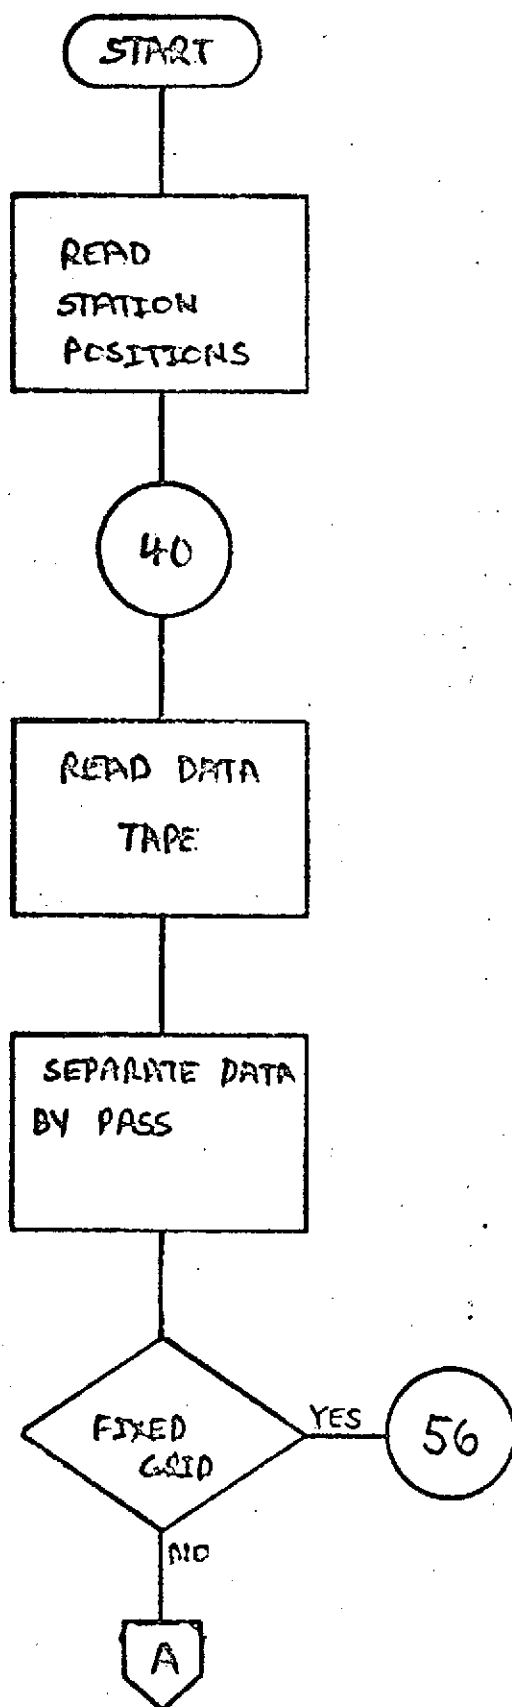 START
READ
STATION
POSITIONS
40
READ DATA
TAPE
SEPARATE DATA
BY PASS
FIXED
GRID
YES
56
NO
A